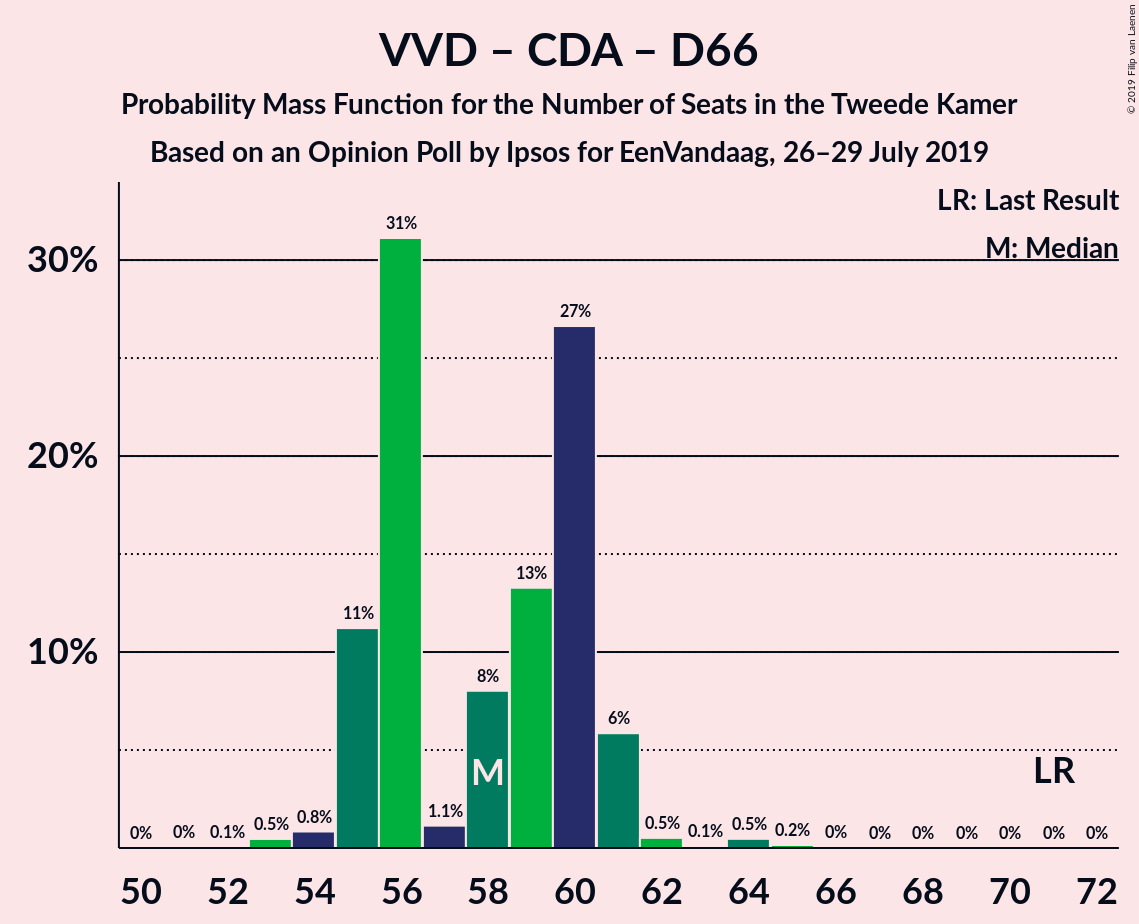 VVD – CDA – D66
Probability Mass Function for the Number of Seats in the Tweede Kamer
Based on an Opinion Poll by Ipsos for EenVandaag, 26–29 July 2019
© 2019 Filip van Laenen
LR: Last Result
M: Median
30%
20%
10%
0% 0% 0.1% 0.5% 0.8% 11% 31% 1.1% 8% 13% 27% 6% 0.5% 0.1% 0.5% 0.2% 0% 0% 0% 0% 0% 0% 0%
M
LR
50 52 54 56 58 60 62 64 66 68 70 72